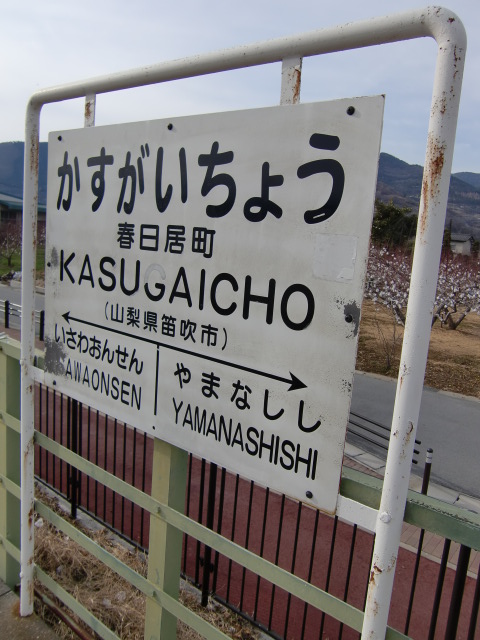 かすがいちょう
春日居町
KASUGAICHO
(山梨県笛吹市)
いさわおんせん
AWAONSEN
やまなしし
YAMANASHISHI